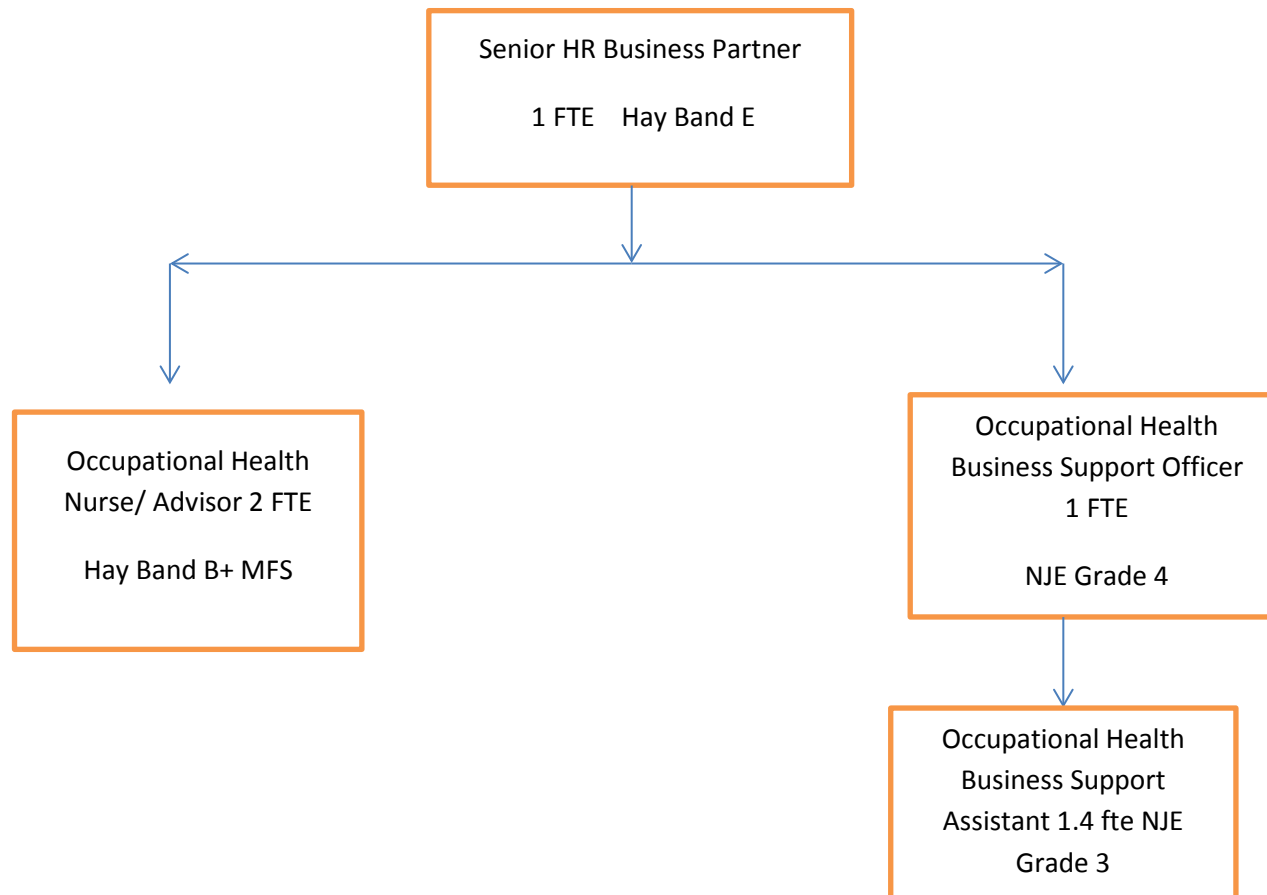 Senior HR Business Partner
1 FTE Hay Band E
Occupational Health
Nurse/ Advisor 2 FTE
Hay Band B+ MFS
Occupational Health
Business Support Officer
1 FTE
NJE Grade 4
Occupational Health
Business Support
Assistant 1.4 fte NJE
Grade 3